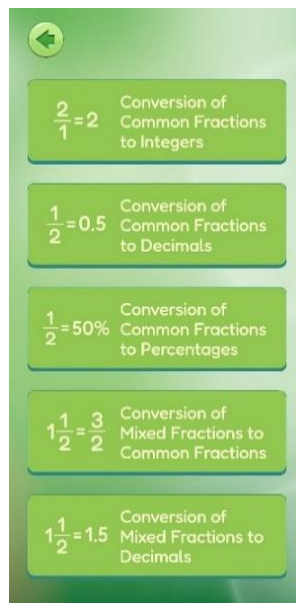 2/1=2 Conversion of
Common Fractions
to Integers
1/2=0.5 Conversion of
Common Fractions
to Decimals
1/2=50% Conversion of
Common Fractions
to Percentages
1 1/2=3/2 Conversion of
Mixed Fractions to
Common Fractions
1 1/2=1.5 Conversion of
Mixed Fractions to
Decimals